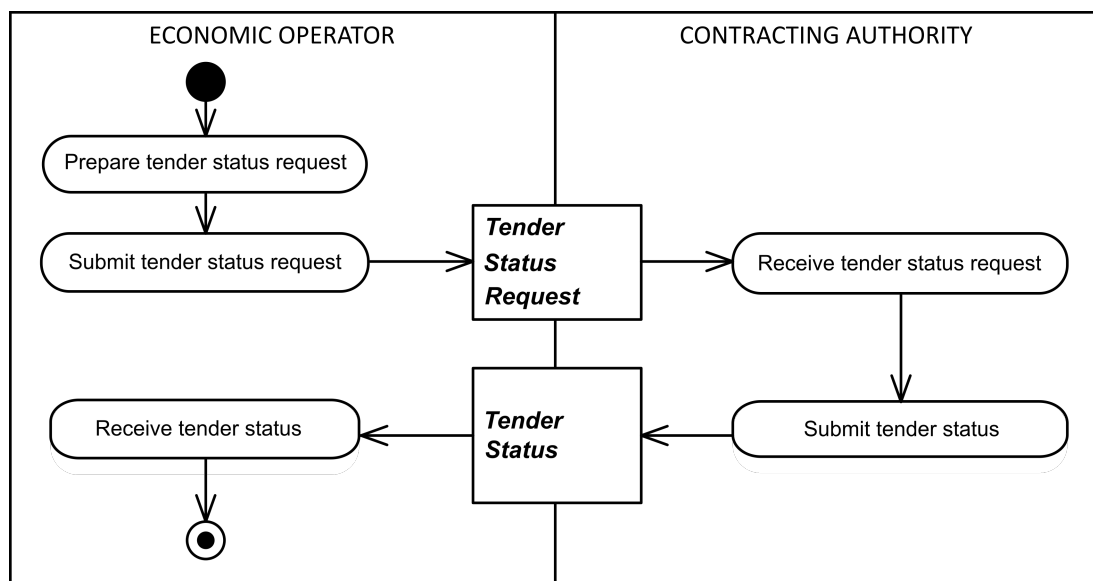 ECONOMIC OPERATOR
CONTRACTING AUTHORITY
Prepare tender status request
Submit tender status request
Tender
Status
Request
Receive tender status request
Receive tender status
Tender
Status
Submit tender status